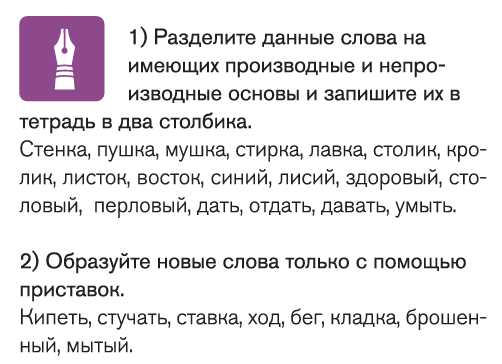 1) Разделите данные слова на
имеющих производные и непро-
изводные основы и запишите их в
тетрадь в два столбика.
Стенка, пушка, мушка, стирка, лавка, столик, кро-
лик, листок, восток, синий, лисий, здоровый, сто-
ловый, перловый, дать, отдать, давать, умыть.
2) Образуйте новые слова только с помощью
приставок.
Кипеть, стучать, ставка, ход, бег, кладка, брошен-
ный, мытый.